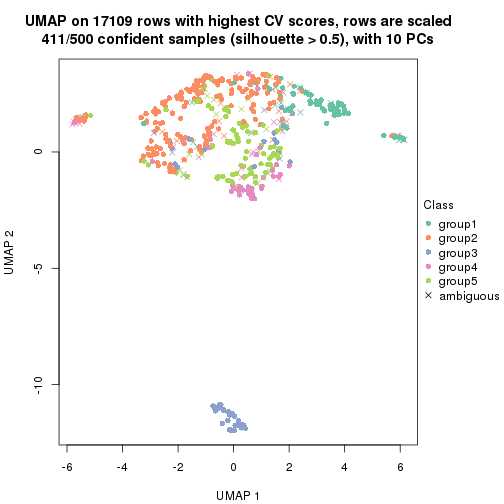 UMAP on 17109 rows with highest CV scores, rows are scaled
411/500 confident samples (silhouette > 0.5), with 10 PCs
0
-5
-10
UMAP 2
-6
-4
-2
0
2
4
6
UMAP 1
Class
group1
group2
group3
group4
group5
ambiguous